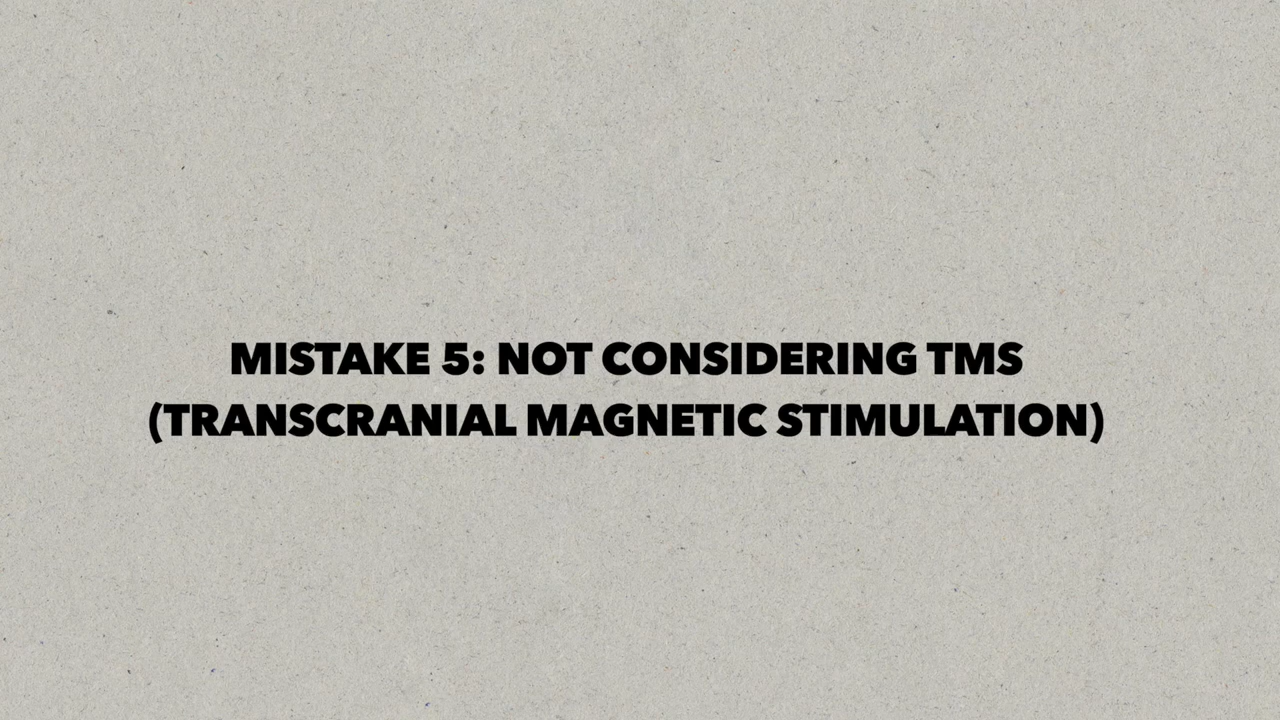 MISTAKE 5: NOT CONSIDERING TMS
(TRANSCRANIAL MAGNETIC STIMULATION)